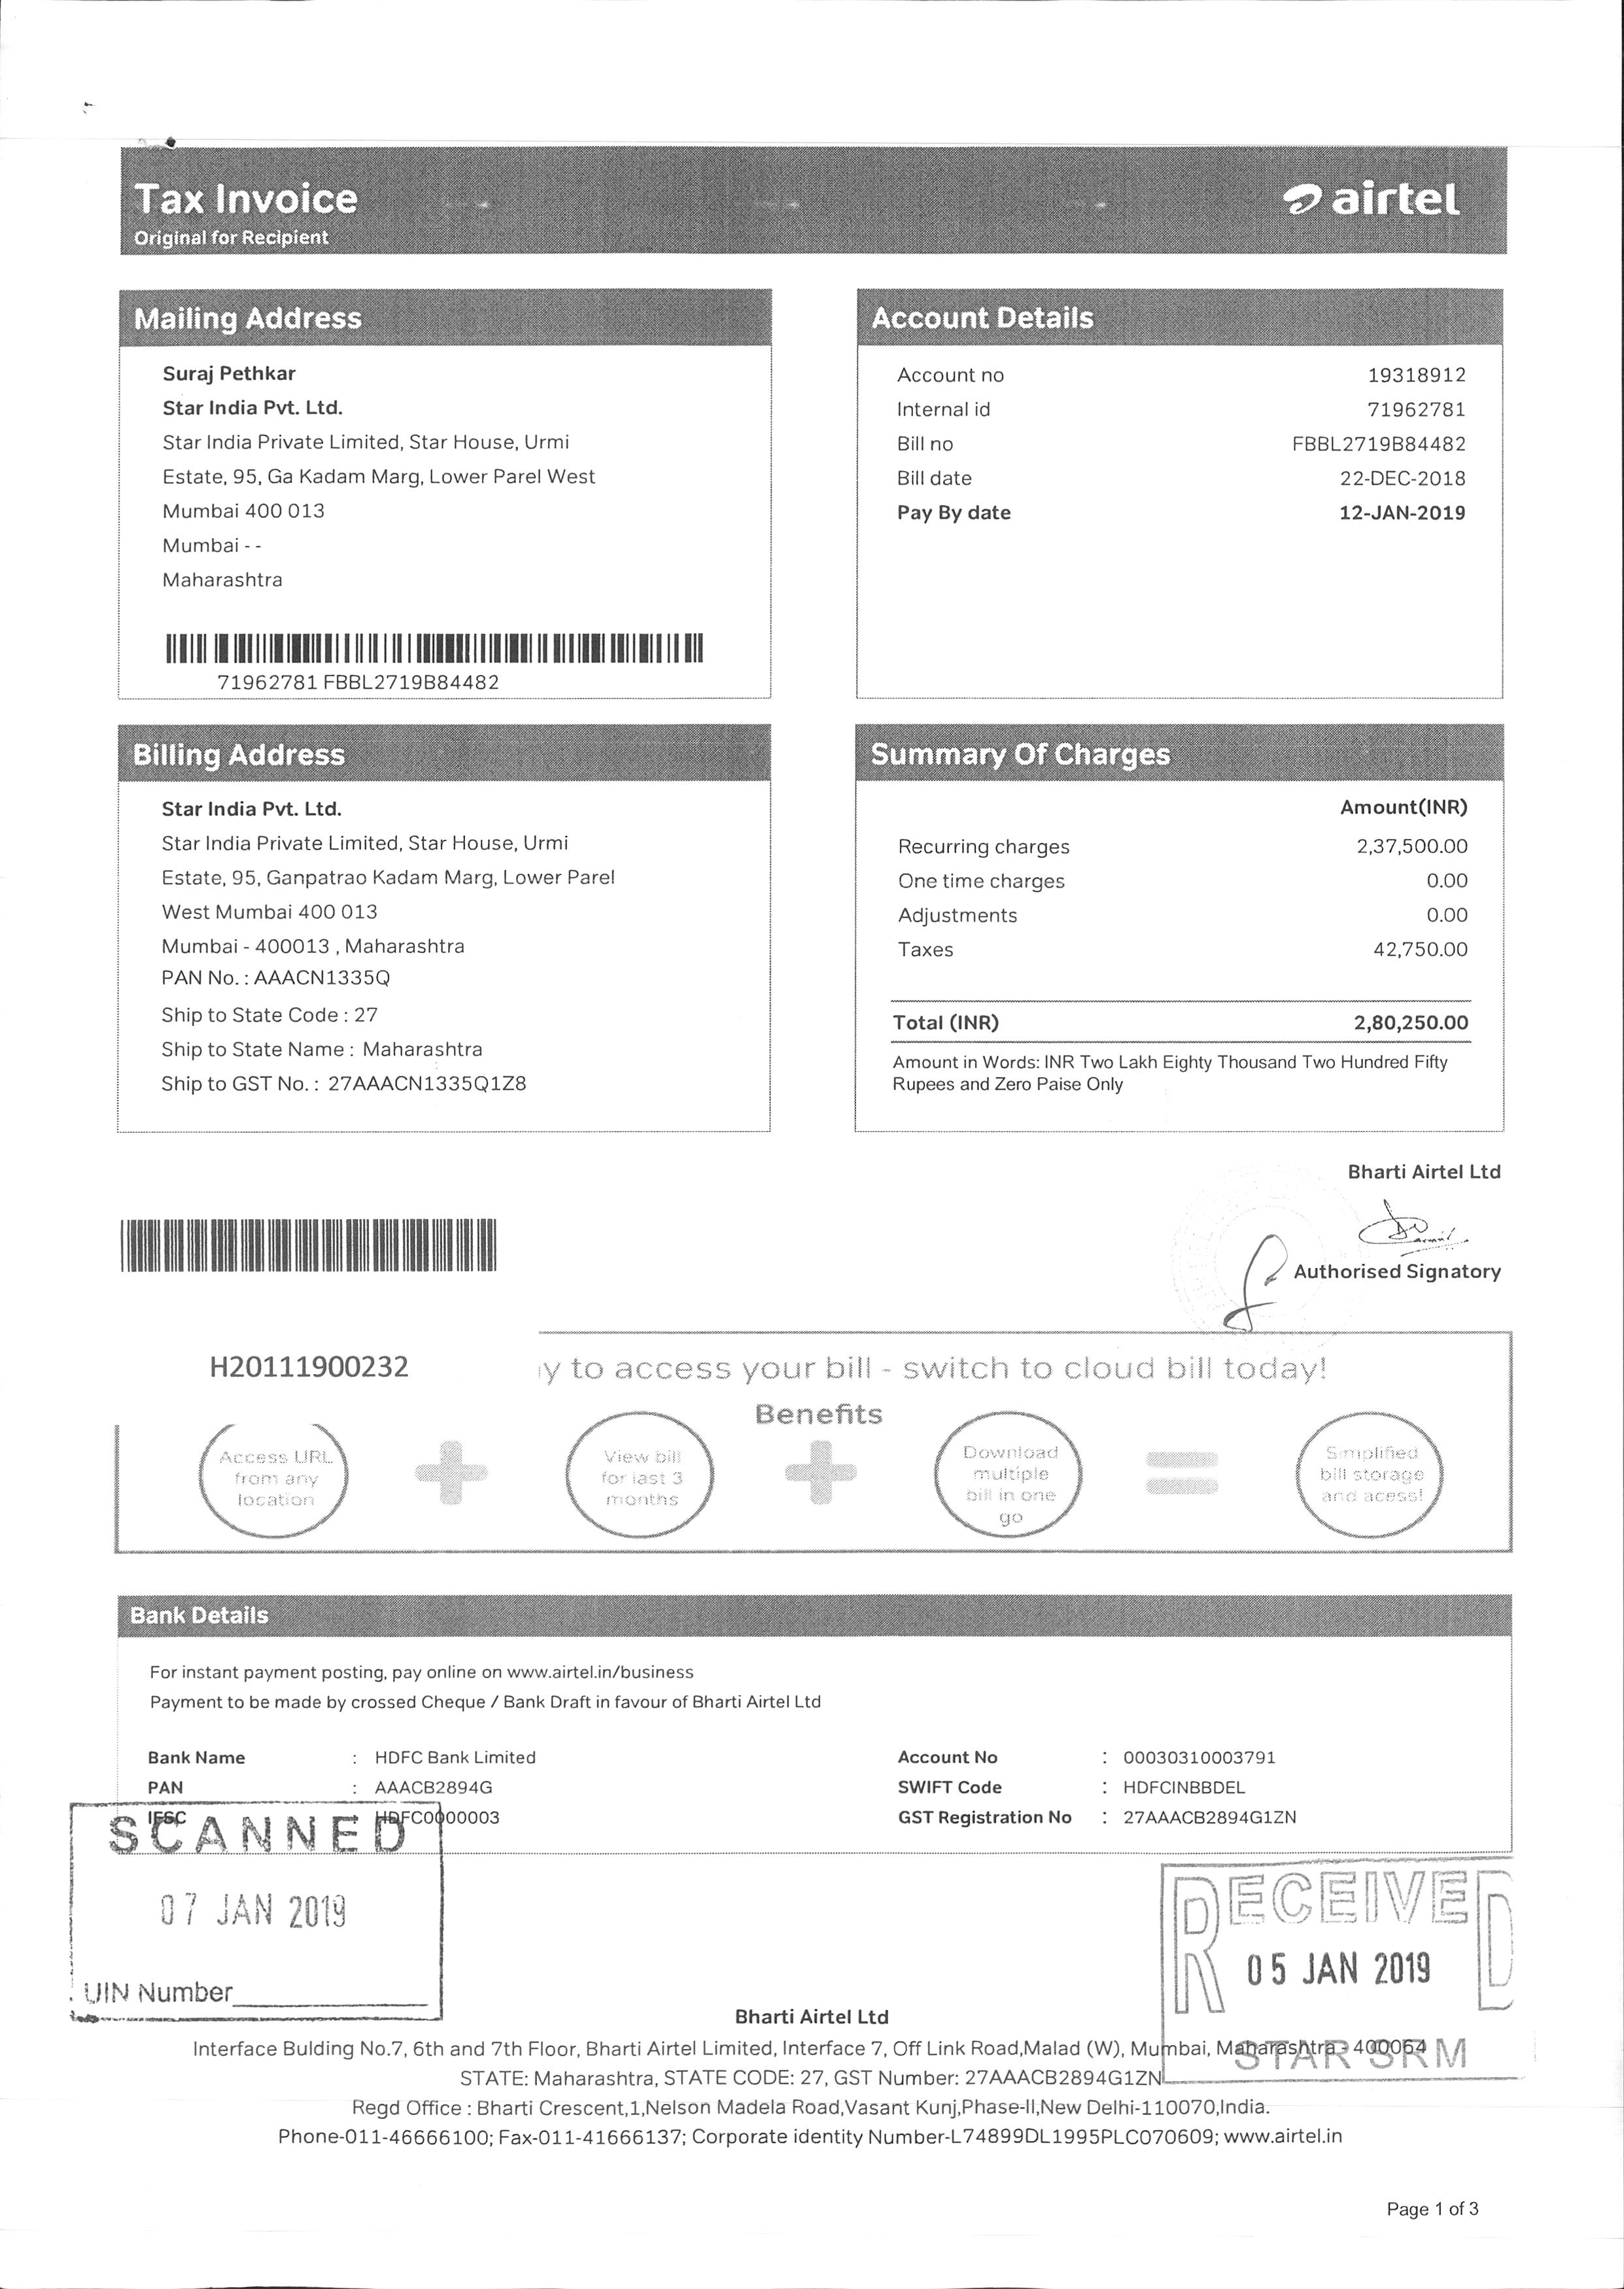 Tax Invoice
Original for Recipient
airtel
Mailing Address
Suraj Pethkar
Star India Pvt. Ltd.
Star India Private Limited, Star House, Urmi
Estate, 95, Ga Kadam Marg, Lower Parel West
Mumbai 400 013
Mumbai - -
Maharashtra
71962781 FBBL2719B84482
Account Details
Account no 19318912
Internal id 71962781
Bill no FBBL2719B84482
Bill date 22-DEC-2018
Pay By date 12-JAN-2019
Billing Address
Star India Pvt. Ltd.
Star India Private Limited, Star House, Urmi
Estate, 95, Ganpatrao Kadam Marg, Lower Parel
West Mumbai 400 013
Mumbai - 400013 , Maharashtra
PAN No. : AAACN1335Q
Ship to State Code : 27
Ship to State Name : Maharashtra
Ship to GST No. : 27AAACN1335Q1Z8
Summary Of Charges
Amount(INR)
Recurring charges 2,37,500.00
One time charges 0.00
Adjustments 0.00
Taxes 42,750.00
Total (INR) 2,80,250.00
Amount in Words: INR Two Lakh Eighty Thousand Two Hundred Fifty
Rupees and Zero Paise Only
Bharti Airtel Ltd
Authorised Signatory
H20111900232
y to access your bill - switch to cloud bill today!
Benefits
Access URL
from any
location
View bill
for last 3
months
Download
multiple
bill in one
go
Simplified
bill storage
and acess!
Bank Details
For instant payment posting, pay online on www.airtel.in/business
Payment to be made by crossed Cheque / Bank Draft in favour of Bharti Airtel Ltd
Bank Name : HDFC Bank Limited
PAN : AAACB2894G
IFSC : HDFC0000003
Account No : 00030310003791
SWIFT Code : HDFCINBBDEL
GST Registration No : 27AAACB2894G1ZN
SCANNED
07 JAN 2019
UIN Number
RECEIVED
05 JAN 2019
STAR SRM
Bharti Airtel Ltd
Interface Bulding No.7, 6th and 7th Floor, Bharti Airtel Limited, Interface 7, Off Link Road,Malad (W), Mumbai, Maharashtra - 400064
STATE: Maharashtra, STATE CODE: 27, GST Number: 27AAACB2894G1ZN
Regd Office : Bharti Crescent,1,Nelson Madela Road,Vasant Kunj,Phase-II,New Delhi-110070,India.
Phone-011-46666100; Fax-011-41666137; Corporate identity Number-L74899DL1995PLC070609; www.airtel.in
Page 1 of 3